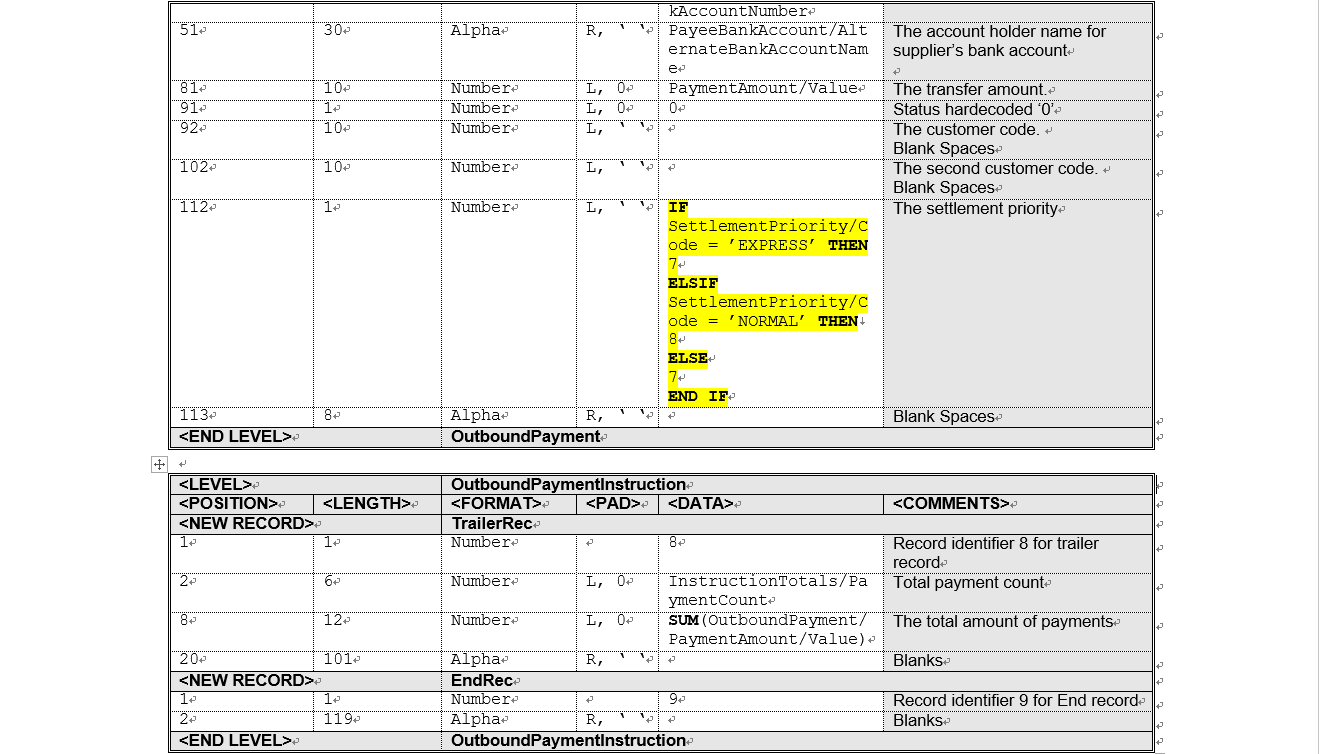 kAccountNumber
51 30 Alpha R, ‘ ‘ PayeeBankAccount/Alt The account holder name for
ernateBankAccountNam supplier’s bank account
e
81 10 Number L, 0 PaymentAmount/Value The transfer amount.
91 1 Number L, 0 0 Status hardecoded ‘0’
92 10 Number L, ‘ ‘ The customer code.
Blank Spaces
102 10 Number L, ‘ ‘ The second customer code.
Blank Spaces
112 1 Number L, ‘ ‘ IF The settlement priority
SettlementPriority/C
ode = ’EXPRESS’ THEN
7
ELSIF
SettlementPriority/C
ode = ’NORMAL’ THEN
8
ELSE
7
END IF
113 8 Alpha R, ‘ ‘ Blank Spaces
<END LEVEL> OutboundPayment
<LEVEL> OutboundPaymentInstruction
<POSITION> <LENGTH> <FORMAT> <PAD> <DATA> <COMMENTS>
<NEW RECORD> TrailerRec
1 1 Number 8 Record identifier 8 for trailer
record
2 6 Number L, 0 InstructionTotals/Pa Total payment count
ymentCount
8 12 Number L, 0 SUM(OutboundPayment/ The total amount of payments
PaymentAmount/Value)
20 101 Alpha R, ‘ ‘ Blanks
<NEW RECORD> EndRec
1 1 Number 9 Record identifier 9 for End record
2 119 Alpha R, ‘ ‘ Blanks
<END LEVEL> OutboundPaymentInstruction